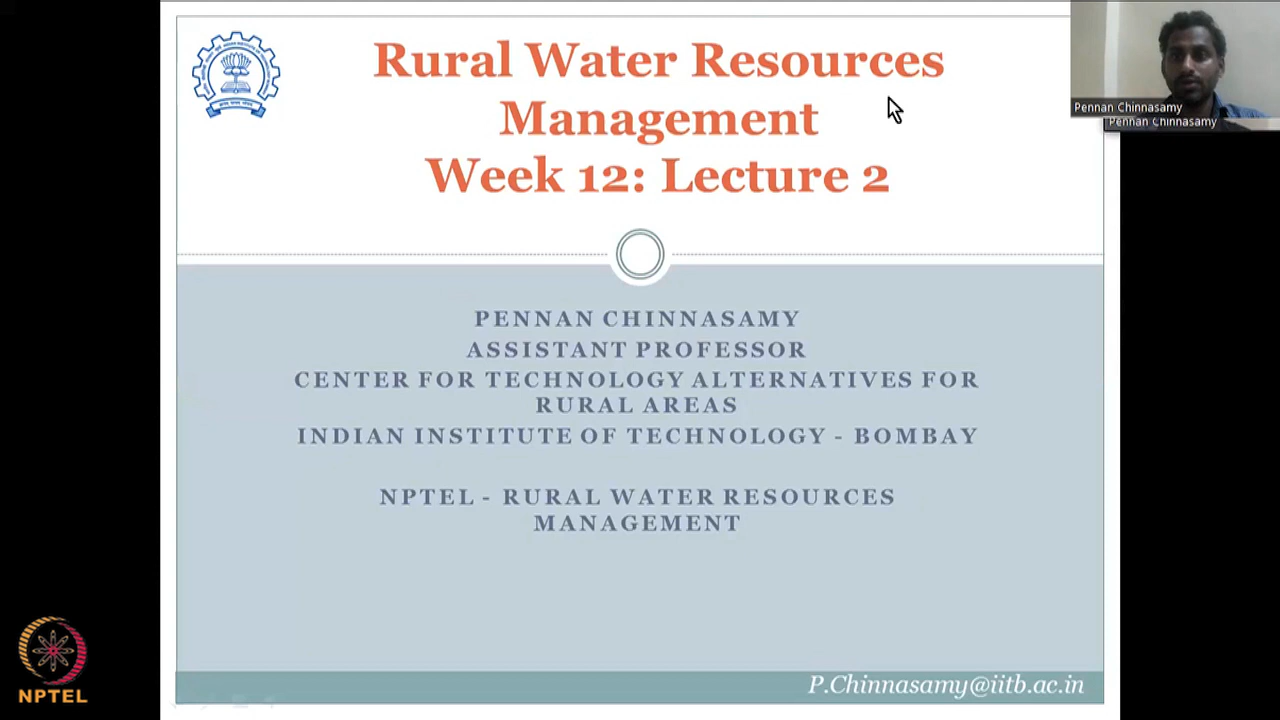 Rural Water Resources
Management
Week 12: Lecture 2
Pennan Chinnasamy
Pennan Chinnasamy
PENNAN CHINNASAMY
ASSISTANT PROFESSOR
CENTER FOR TECHNOLOGY ALTERNATIVES FOR
RURAL AREAS
INDIAN INSTITUTE OF TECHNOLOGY - BOMBAY
NPTEL - RURAL WATER RESOURCES
MANAGEMENT
P.Chinnasamy@iitb.ac.in
NPTEL